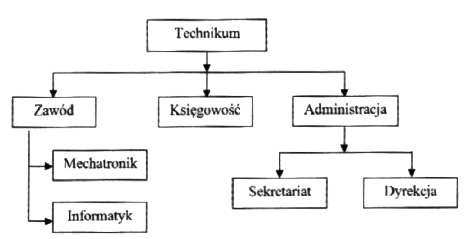 Technikum
Zawód
Księgowość
Administracja
Mechatronik
Informatyk
Sekretariat
Dyrekcja